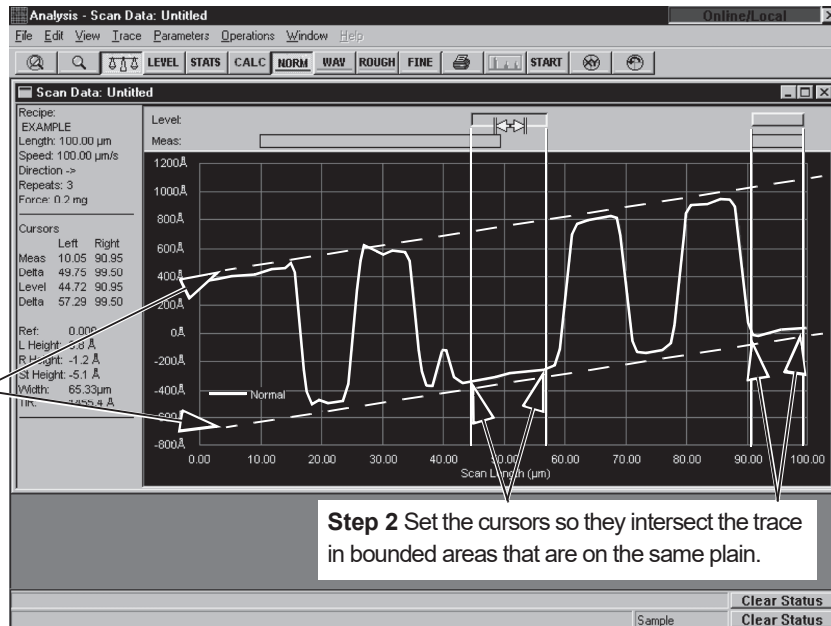 Analysis - Scan Data: Untitled
Online/Local
File Edit View Trace Parameters Operations Window Help
LEVEL STATS CALC NORM WAV ROUGH FINE START XY
Scan Data: Untitled
Recipe:
EXAMPLE
Length: 100.00 µm
Speed: 100.00 µm/s
Direction ->
Repeats: 3
Force: 0.2 mg
Cursors
Left Right
Meas 10.05 90.95
Delta 49.75 99.50
Level 44.72 90.95
Delta 57.29 99.50
Ref:
L Height: Å
R Height: -1.2 Å
St Height: -5.1 Å
Width: 65.33µm
TIR: Å
Level:
Meas:
1200Å
1000Å
800Å
600Å
400Å
200Å
0Å
-200Å
-400Å
-800Å
Normal
0.00 10.00 20.00 30.00 40.00 50.00 60.00 70.00 80.00 90.00 100.00
Scan Length (µm)
Step 2 Set the cursors so they intersect the trace
in bounded areas that are on the same plain.
Clear Status
Sample Clear Status